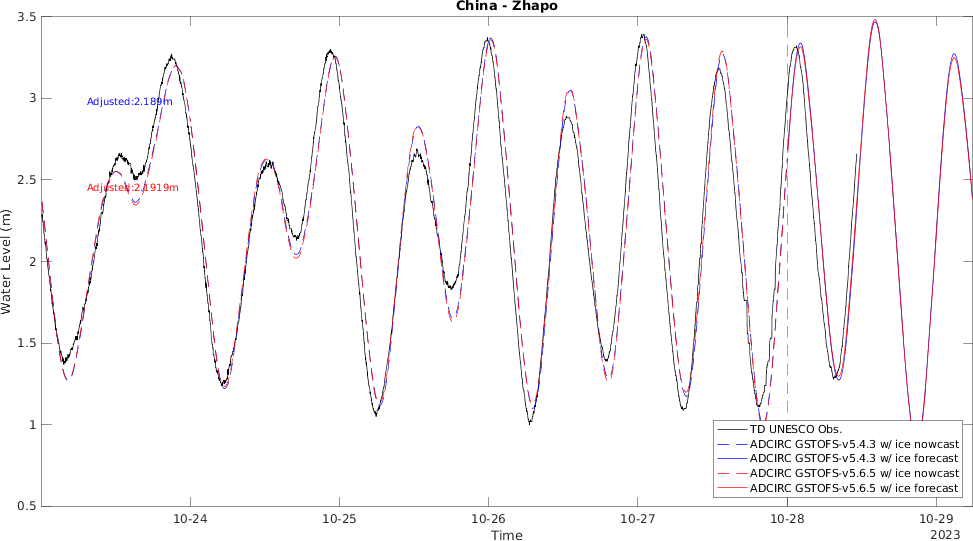 China - Zhapo
3.5
3
2.5
2
1.5
1
0.5
Water Level (m)
Adjusted:2.189m
Adjusted:2.1919m
TD UNESCO Obs.
ADCIRC GSTOFS-v5.4.3 w/ ice nowcast
ADCIRC GSTOFS-v5.4.3 w/ ice forecast
ADCIRC GSTOFS-v5.6.5 w/ ice nowcast
ADCIRC GSTOFS-v5.6.5 w/ ice forecast
10-24 10-25 10-26 10-27 10-28 10-29
Time 2023